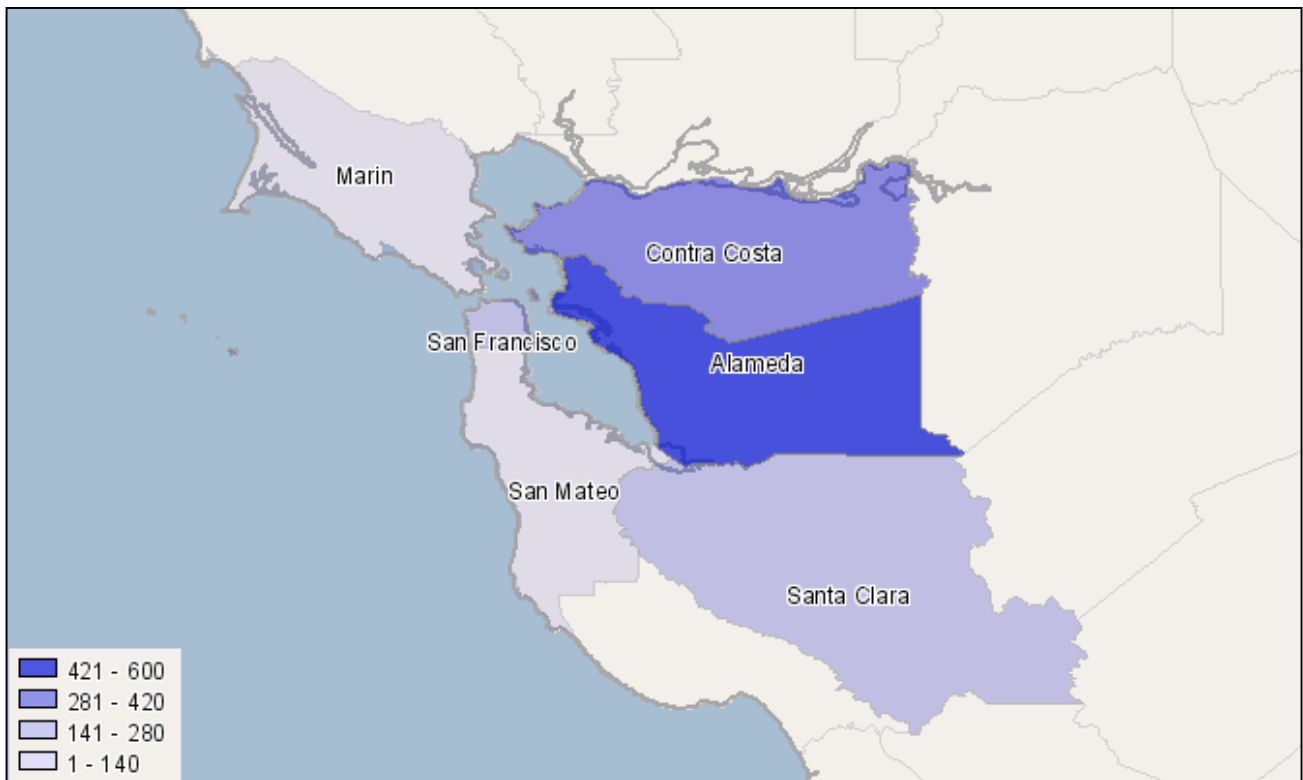 Marin
Contra Costa
San Francisco
Alameda
San Mateo
Santa Clara
421 - 600
281 - 420
141 - 280
1 - 140